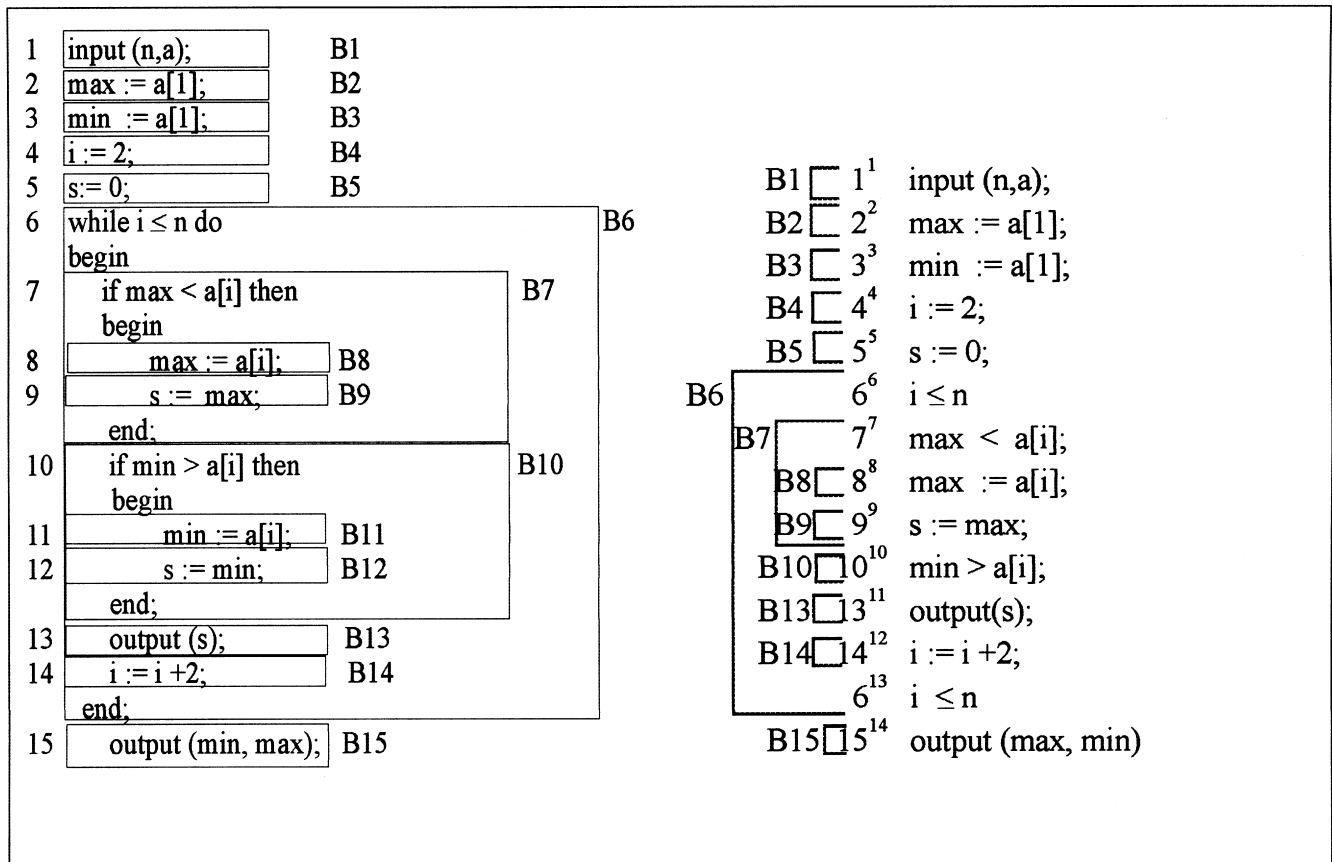 1 input (n,a); B1
2 max := a[1]; B2
3 min := a[1]; B3
4 i := 2; B4
5 s:= 0; B5
6 while i ≤ n do B6
begin
7 if max < a[i] then B7
begin
8 max := a[i]; B8
9 s := max; B9
end;
10 if min > a[i] then B10
begin
11 min := a[i]; B11
12 s := min; B12
end;
13 output (s); B13
14 i := i +2; B14
end;
15 output (min, max); B15
B1 1¹ input (n,a);
B2 2² max := a[1];
B3 3³ min := a[1];
B4 4⁴ i := 2;
B5 5⁵ s := 0;
B6 6⁶ i ≤ n
B7 7⁷ max < a[i];
B8 8⁸ max := a[i];
B9 9⁹ s := max;
B10 10¹⁰ min > a[i];
B13 13¹¹ output(s);
B14 14¹² i := i +2;
6¹³ i ≤ n
B15 15¹⁴ output (max, min)